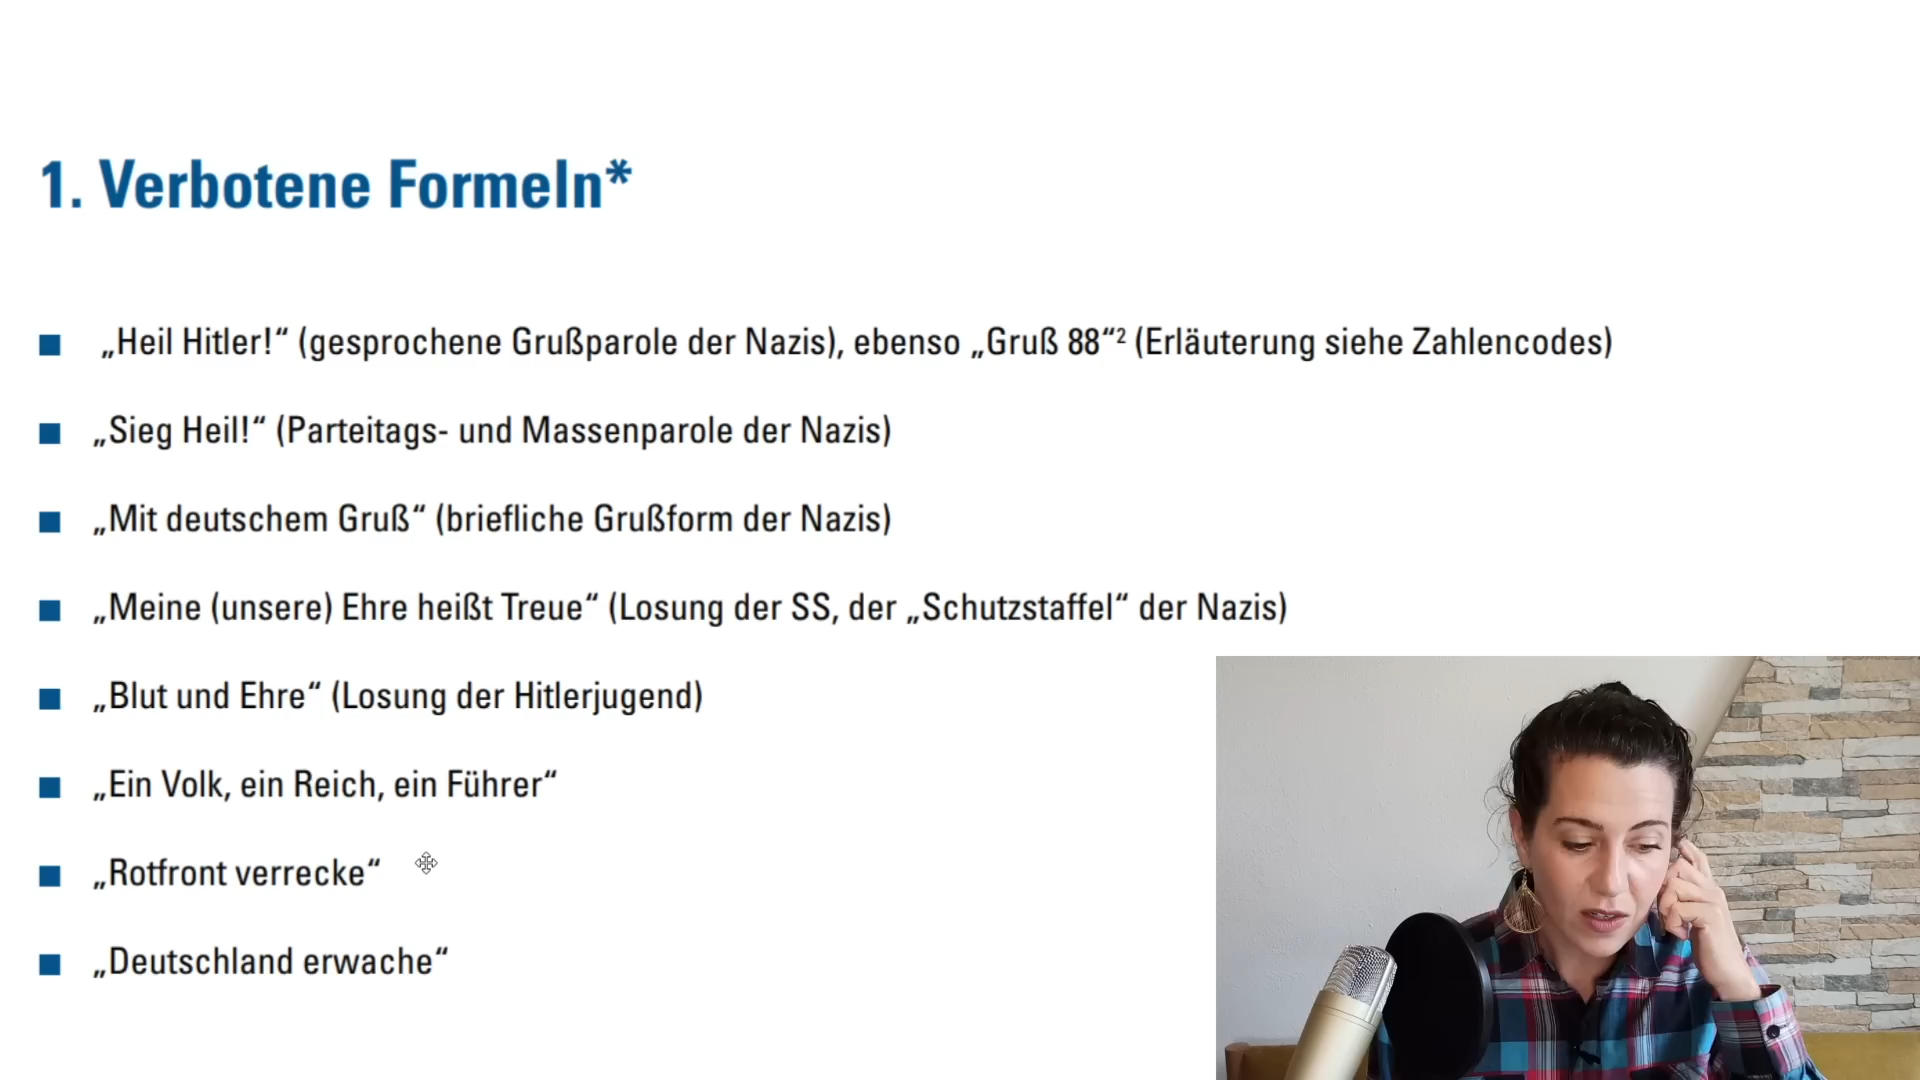 1. Verbotene Formeln*
„Heil Hitler!“ (gesprochene Grußparole der Nazis), ebenso „Gruß 88“² (Erläuterung siehe Zahlencodes)
„Sieg Heil!“ (Parteitags- und Massenparole der Nazis)
„Mit deutschem Gruß“ (briefliche Grußform der Nazis)
„Meine (unsere) Ehre heißt Treue“ (Losung der SS, der „Schutzstaffel“ der Nazis)
„Blut und Ehre“ (Losung der Hitlerjugend)
„Ein Volk, ein Reich, ein Führer“
„Rotfront verrecke“
„Deutschland erwache“